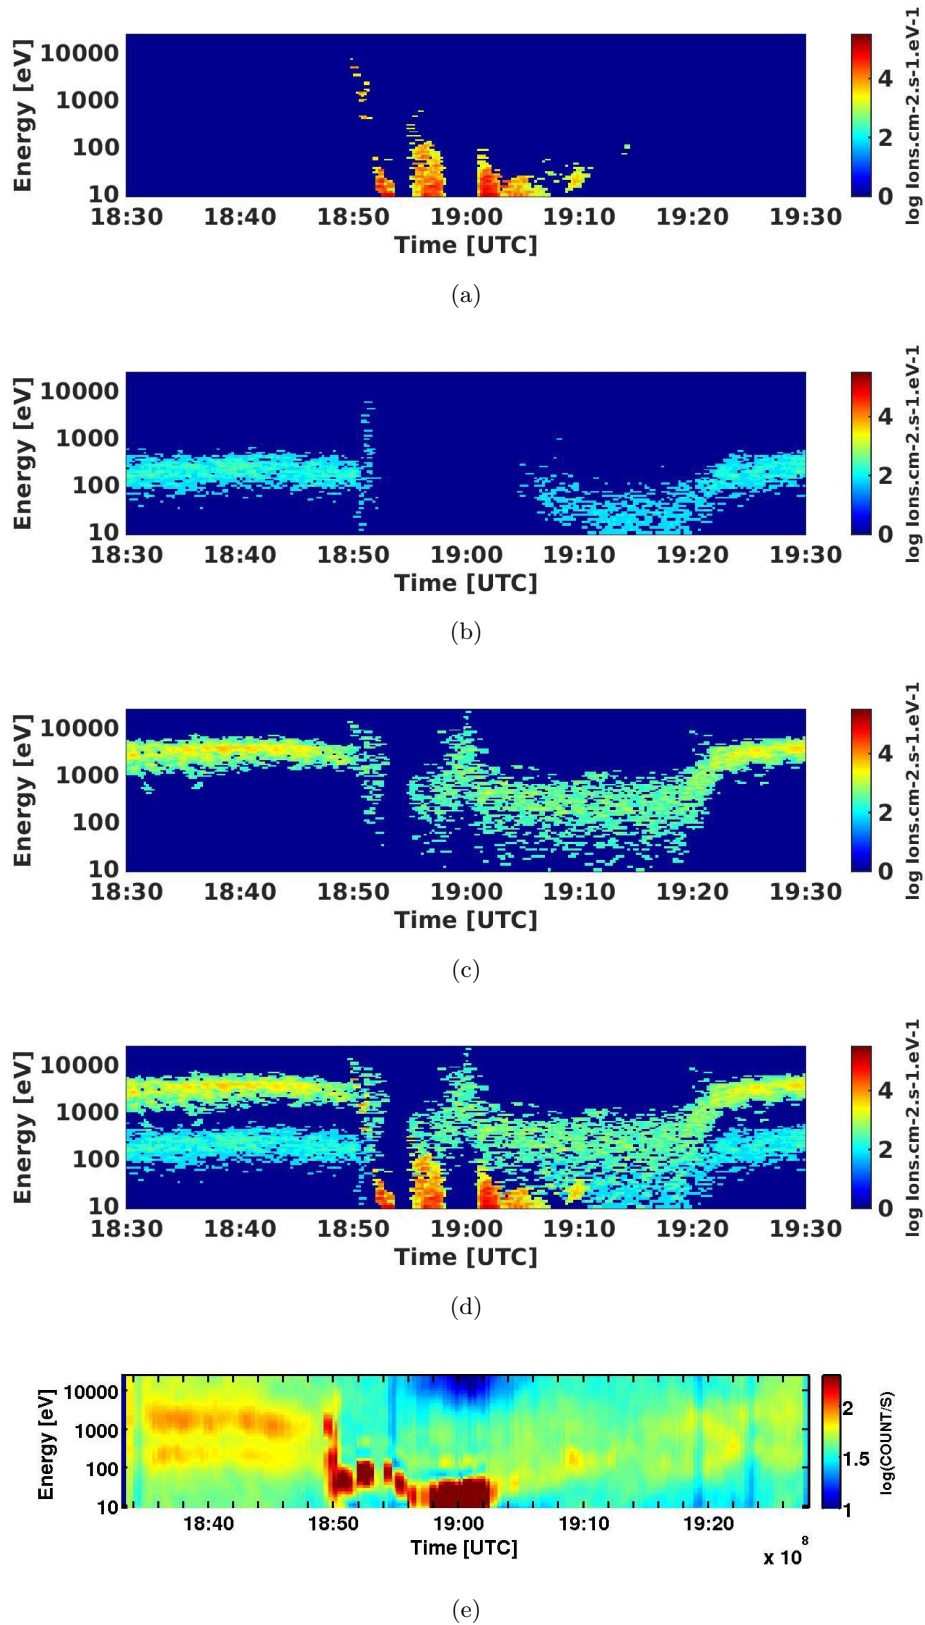 10000
1000
100
10
Energy [eV]
18:30 18:40 18:50 19:00 19:10 19:20 19:30
Time [UTC]
4
2
0
log Ions.cm-2.s-1.eV-1
(a)
10000
1000
100
10
Energy [eV]
18:30 18:40 18:50 19:00 19:10 19:20 19:30
Time [UTC]
4
2
0
log Ions.cm-2.s-1.eV-1
(b)
10000
1000
100
10
Energy [eV]
18:30 18:40 18:50 19:00 19:10 19:20 19:30
Time [UTC]
4
2
0
log Ions.cm-2.s-1.eV-1
(c)
10000
1000
100
10
Energy [eV]
18:30 18:40 18:50 19:00 19:10 19:20 19:30
Time [UTC]
4
2
0
log Ions.cm-2.s-1.eV-1
(d)
10000
1000
100
10
Energy [eV]
18:40 18:50 19:00 19:10 19:20
Time [UTC]
x 10⁸
2
1.5
1
log(COUNT/S)
(e)